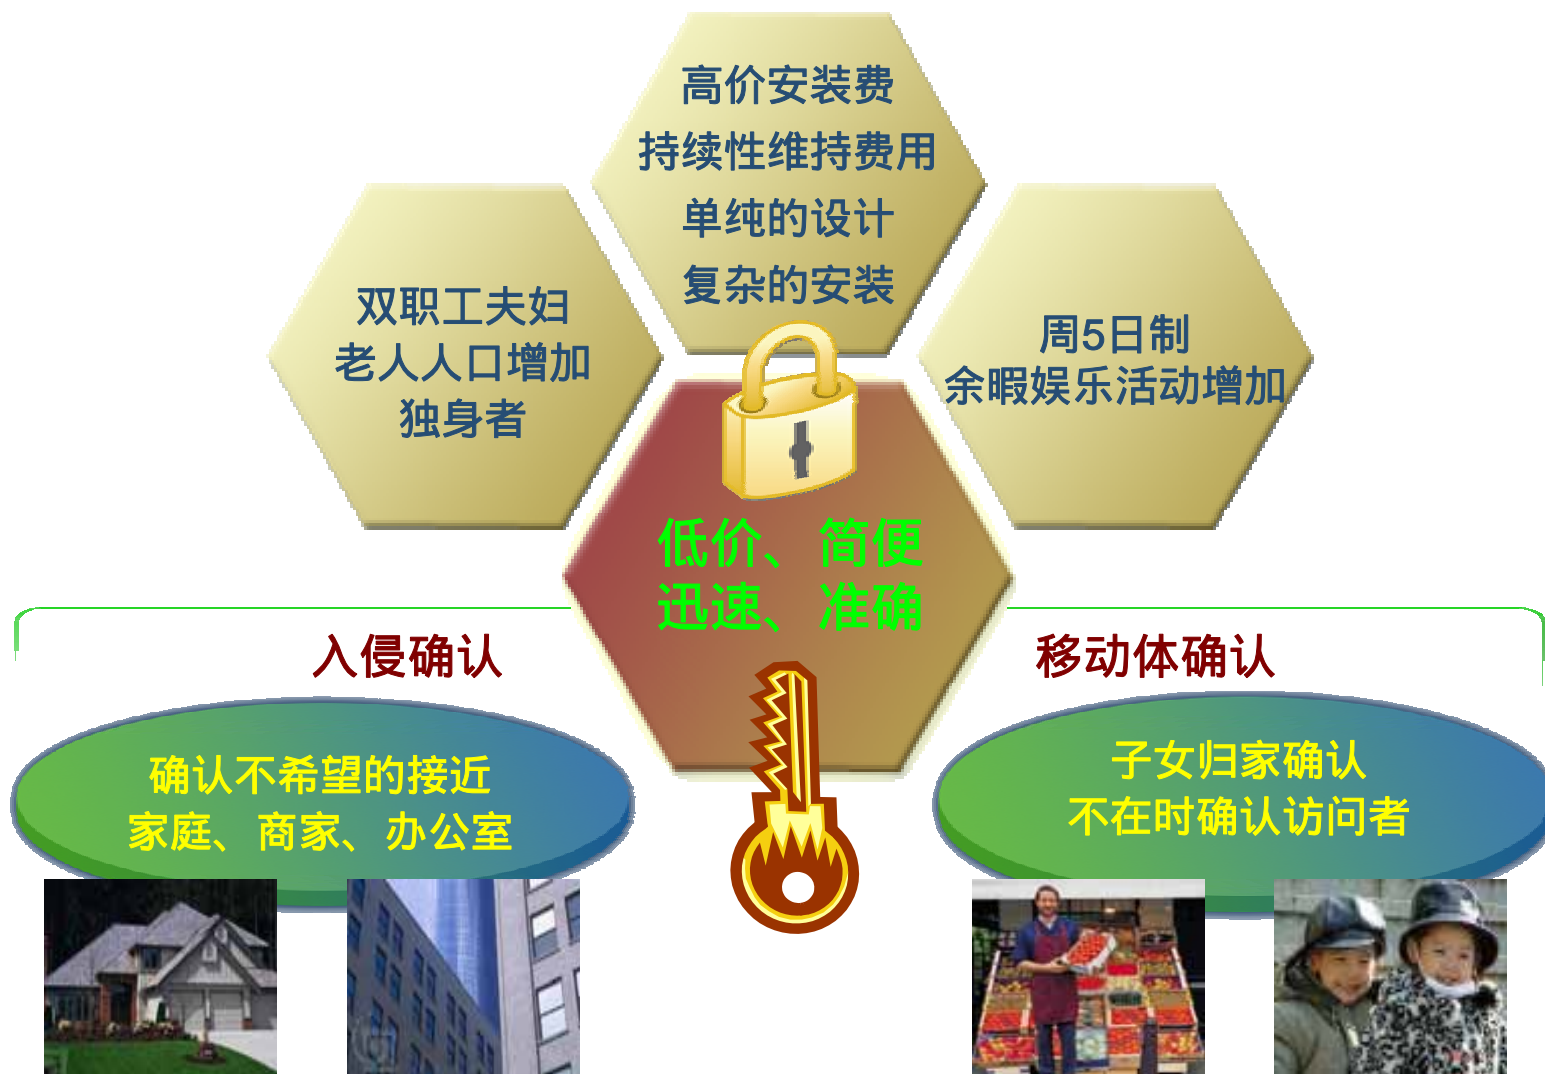 高价安装费
持续性维持费用
单纯的设计
复杂的安装
双职工夫妇
老人人口增加
独身者
周5日制
余暇娱乐活动增加
低价、简便
迅速、准确
入侵确认
移动体确认
确认不希望的接近
家庭、商家、办公室
子女归家确认
不在时确认访问者